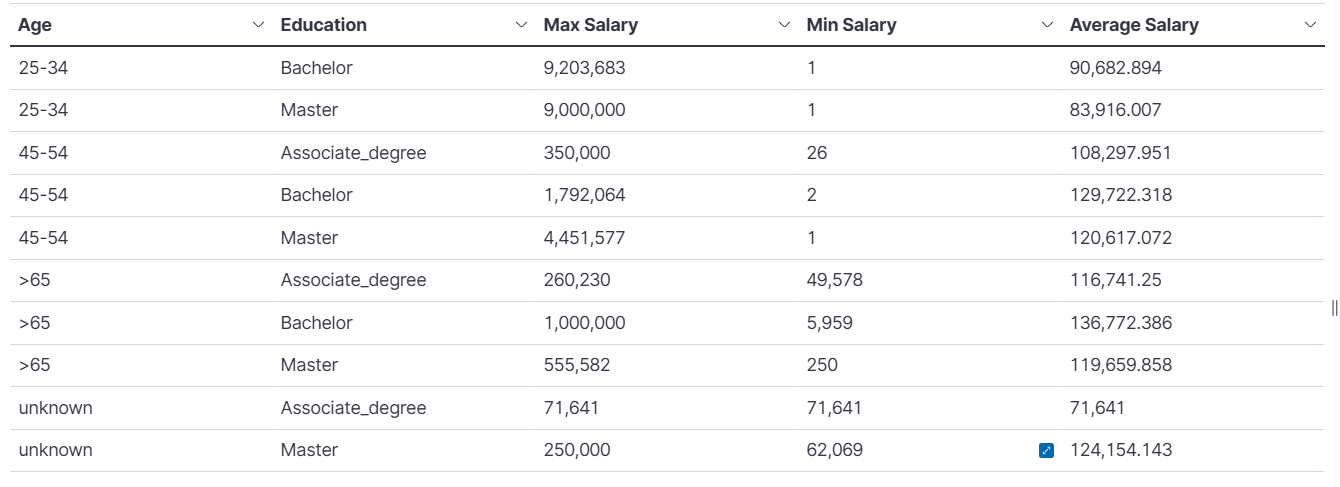 Age Education Max Salary Min Salary Average Salary
25-34 Bachelor 9,203,683 1 90,682.894
25-34 Master 9,000,000 1 83,916.007
45-54 Associate_degree 350,000 26 108,297.951
45-54 Bachelor 1,792,064 2 129,722.318
45-54 Master 4,451,577 1 120,617.072
>65 Associate_degree 260,230 49,578 116,741.25
>65 Bachelor 1,000,000 5,959 136,772.386
>65 Master 555,582 250 119,659.858
unknown Associate_degree 71,641 71,641 71,641
unknown Master 250,000 62,069 124,154.143